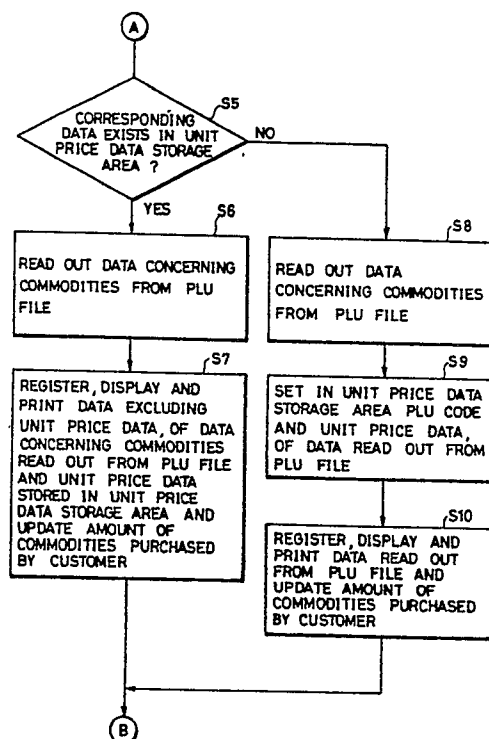 A
S5
CORRESPONDING
DATA EXISTS IN UNIT
PRICE DATA STORAGE
AREA ?
NO
YES
S6
READ OUT DATA CONCERNING
COMMODITIES FROM PLU
FILE
S7
REGISTER, DISPLAY AND
PRINT DATA EXCLUDING
UNIT PRICE DATA, OF DATA
CONCERNING COMMODITIES
READ OUT FROM PLU FILE
AND UNIT PRICE DATA
STORED IN UNIT PRICE
DATA STORAGE AREA AND
UPDATE AMOUNT OF
COMMODITIES PURCHASED
BY CUSTOMER
S8
READ OUT DATA
CONCERNING COMMODITIES
FROM PLU FILE
S9
SET IN UNIT PRICE DATA
STORAGE AREA PLU CODE
AND UNIT PRICE DATA,
OF DATA READ OUT FROM
PLU FILE
S10
REGISTER, DISPLAY AND
PRINT DATA READ OUT
FROM PLU FILE AND
UPDATE AMOUNT OF
COMMODITIES PURCHASED
BY CUSTOMER
B